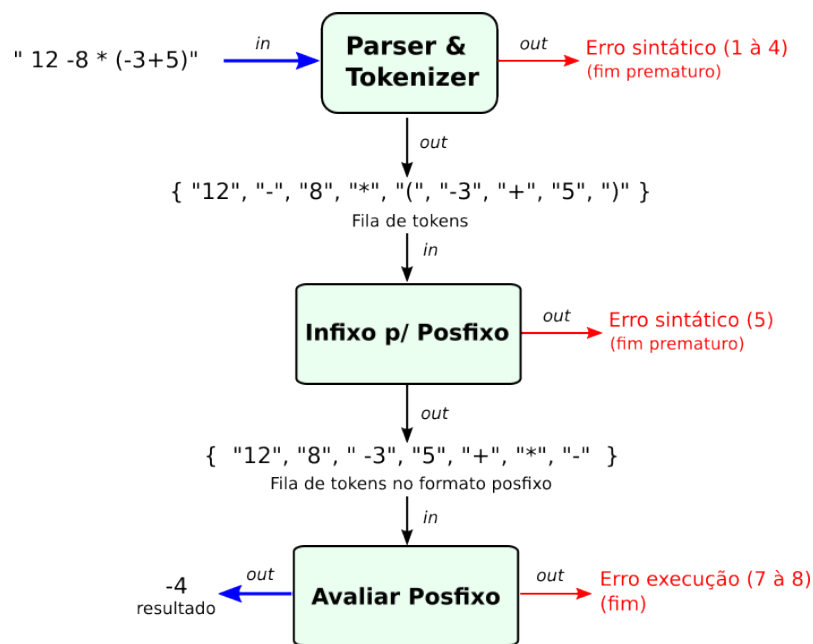 " 12 -8 * (-3+5)"
in
Parser &
Tokenizer
out
Erro sintático (1 à 4)
(fim prematuro)
out
{ "12", "-", "8", "*", "(", "-3", "+", "5", ")" }
Fila de tokens
in
Infixo p/ Posfixo
out
Erro sintático (5)
(fim prematuro)
out
{ "12", "8", " -3", "5", "+", "*", "-" }
Fila de tokens no formato posfixo
in
-4
resultado
out
Avaliar Posfixo
out
Erro execução (7 à 8)
(fim)